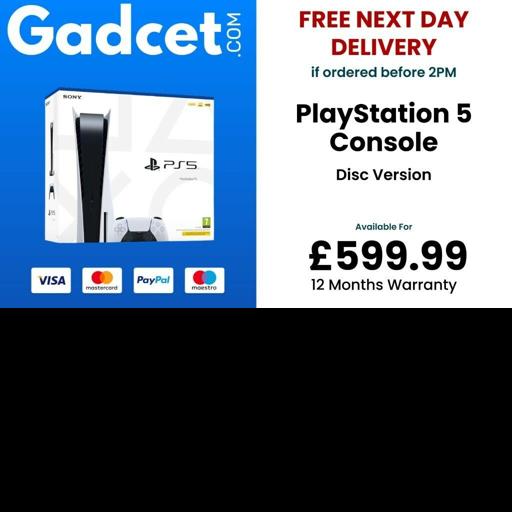 Gadcet.COM
SONY
PS5
VISA
mastercard
PayPal
maestro
FREE NEXT DAY
DELIVERY
if ordered before 2PM
PlayStation 5
Console
Disc Version
Available For
£599.99
12 Months Warranty